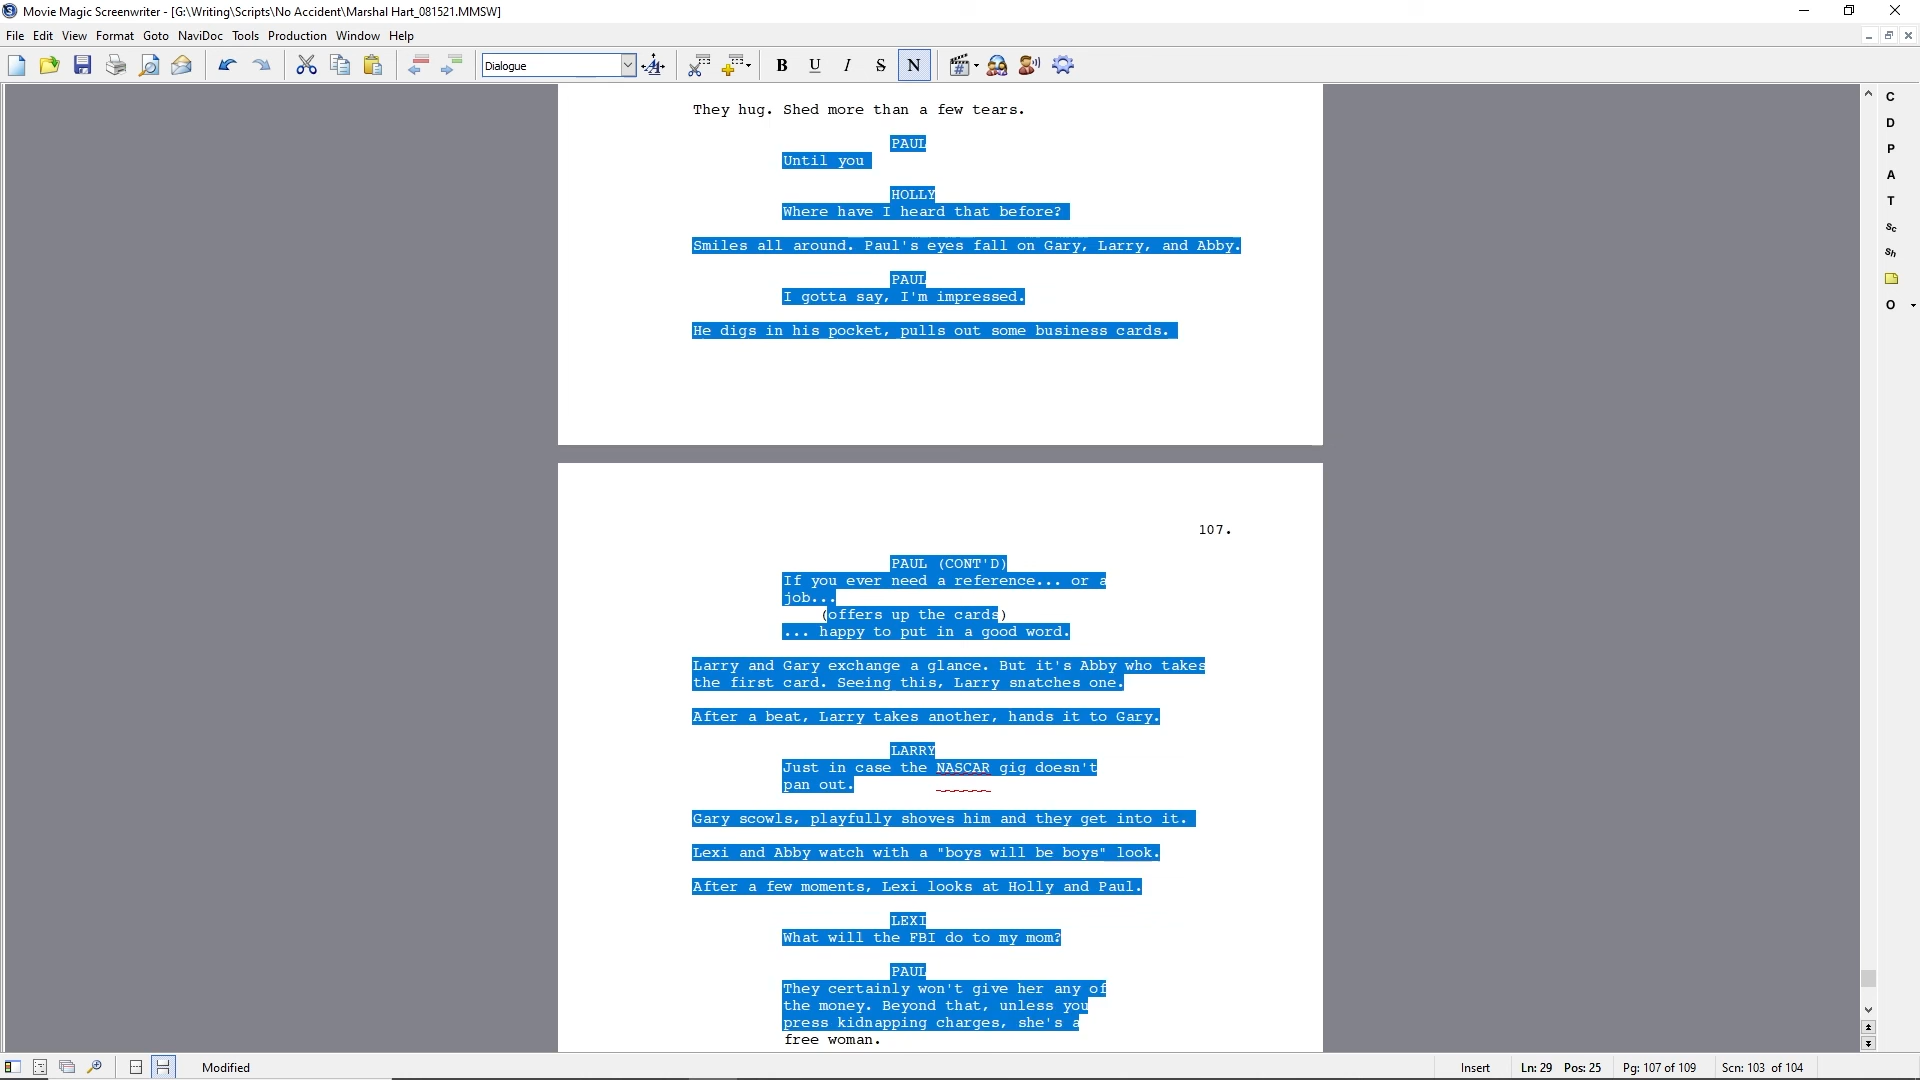 Movie Magic Screenwriter - [G:\Writing\Scripts\No Accident\Marshal Hart_081521.MMSW]
File Edit View Format Goto NaviDoc Tools Production Window Help
Dialogue
B U I S N
They hug. Shed more than a few tears.
PAUL
Until you
HOLLY
Where have I heard that before?
Smiles all around. Paul's eyes fall on Gary, Larry, and Abby.
PAUL
I gotta say, I'm impressed.
He digs in his pocket, pulls out some business cards.
107.
PAUL (CONT'D)
If you ever need a reference... or a
job...
(offers up the cards)
... happy to put in a good word.
Larry and Gary exchange a glance. But it's Abby who takes
the first card. Seeing this, Larry snatches one.
After a beat, Larry takes another, hands it to Gary.
LARRY
Just in case the NASCAR gig doesn't
pan out.
Gary scowls, playfully shoves him and they get into it.
Lexi and Abby watch with a "boys will be boys" look.
After a few moments, Lexi looks at Holly and Paul.
LEXI
What will the FBI do to my mom?
PAUL
They certainly won't give her any of
the money. Beyond that, unless you
press kidnapping charges, she's a
free woman.
C
D
P
A
T
Sc
Sh
O
Modified
Insert
Ln: 29 Pos: 25
Pg: 107 of 109
Scn: 103 of 104